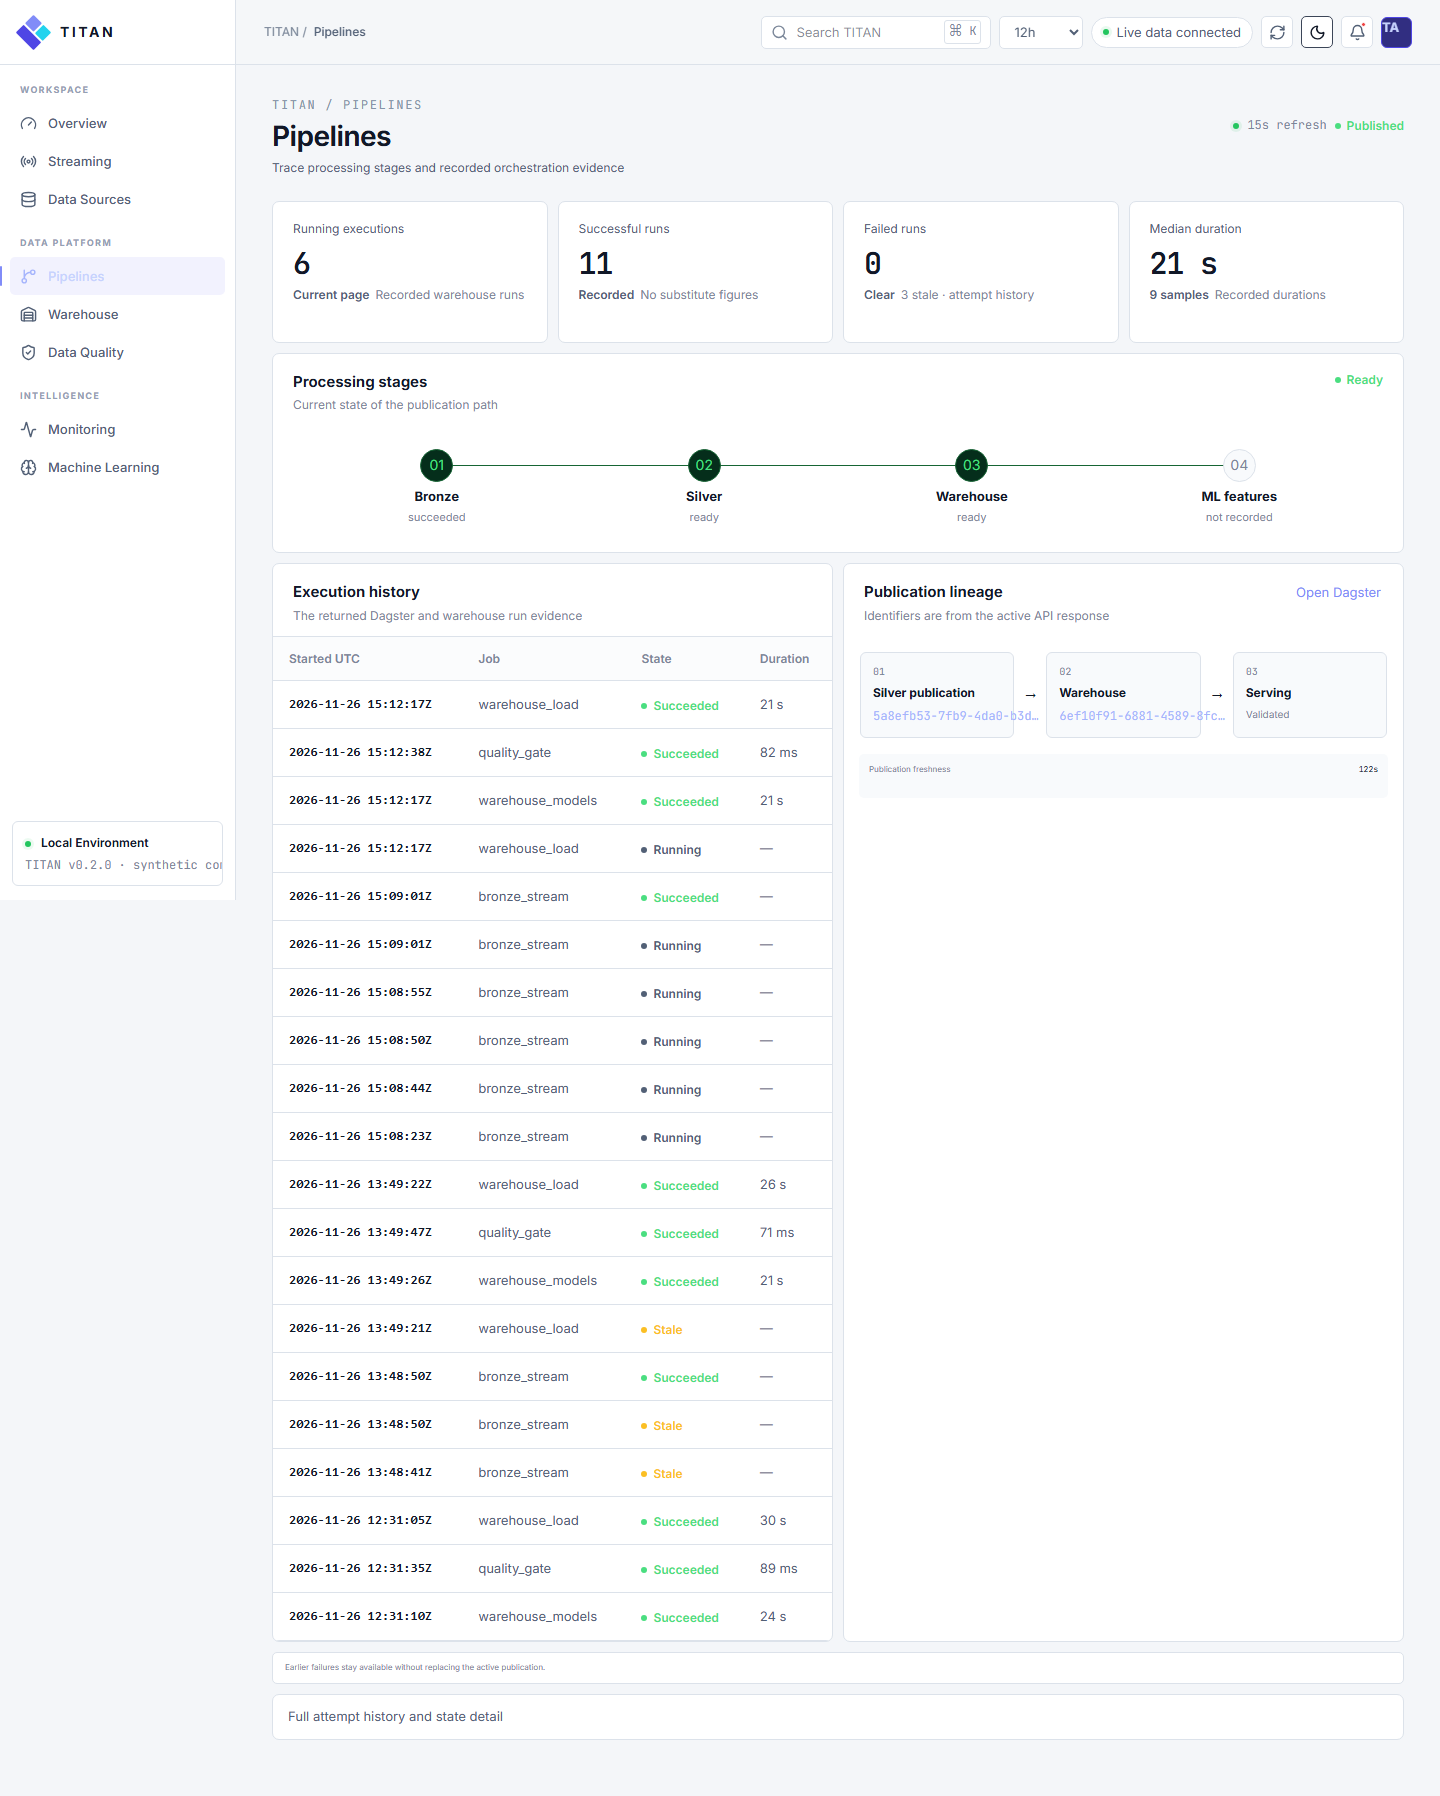 TITAN
TITAN / Pipelines
Search TITAN
⌘ K
12h
Live data connected
TA
WORKSPACE
Overview
Streaming
Data Sources
DATA PLATFORM
Pipelines
Warehouse
Data Quality
INTELLIGENCE
Monitoring
Machine Learning
Local Environment
TITAN v0.2.0 · synthetic cor
TITAN / PIPELINES
Pipelines
Trace processing stages and recorded orchestration evidence
15s refresh
Published
Running executions
6
Current page Recorded warehouse runs
Successful runs
11
Recorded No substitute figures
Failed runs
0
Clear 3 stale · attempt history
Median duration
21 s
9 samples Recorded durations
Processing stages
Current state of the publication path
Ready
01
Bronze
succeeded
02
Silver
ready
03
Warehouse
ready
04
ML features
not recorded
Execution history
The returned Dagster and warehouse run evidence
Started UTC Job State Duration
2026-11-26 15:12:17Z warehouse_load Succeeded 21 s
2026-11-26 15:12:38Z quality_gate Succeeded 82 ms
2026-11-26 15:12:17Z warehouse_models Succeeded 21 s
2026-11-26 15:12:17Z warehouse_load Running —
2026-11-26 15:09:01Z bronze_stream Succeeded —
2026-11-26 15:09:01Z bronze_stream Running —
2026-11-26 15:08:55Z bronze_stream Running —
2026-11-26 15:08:50Z bronze_stream Running —
2026-11-26 15:08:44Z bronze_stream Running —
2026-11-26 15:08:23Z bronze_stream Running —
2026-11-26 13:49:22Z warehouse_load Succeeded 26 s
2026-11-26 13:49:47Z quality_gate Succeeded 71 ms
2026-11-26 13:49:26Z warehouse_models Succeeded 21 s
2026-11-26 13:49:21Z warehouse_load Stale —
2026-11-26 13:48:50Z bronze_stream Succeeded —
2026-11-26 13:48:50Z bronze_stream Stale —
2026-11-26 13:48:41Z bronze_stream Stale —
2026-11-26 12:31:05Z warehouse_load Succeeded 30 s
2026-11-26 12:31:35Z quality_gate Succeeded 89 ms
2026-11-26 12:31:10Z warehouse_models Succeeded 24 s
Publication lineage
Identifiers are from the active API response
Open Dagster
01
Silver publication
5a8efb53-7fb9-4da0-b3d…
→
02
Warehouse
6ef10f91-6881-4589-8fc…
→
03
Serving
Validated
Publication freshness 122s
Earlier failures stay available without replacing the active publication.
Full attempt history and state detail